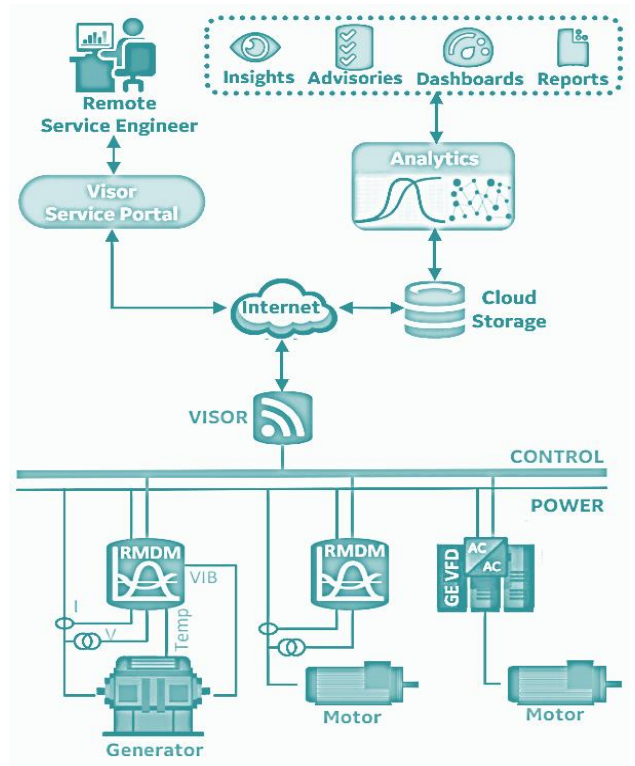 Insights Advisories Dashboards Reports
Remote
Service Engineer
Analytics
Visor
Service Portal
Internet
Cloud
Storage
VISOR
CONTROL
POWER
RMDM
RMDM
AC
AC
GE VFD
VIB
I
V
Temp
Motor
Motor
Generator